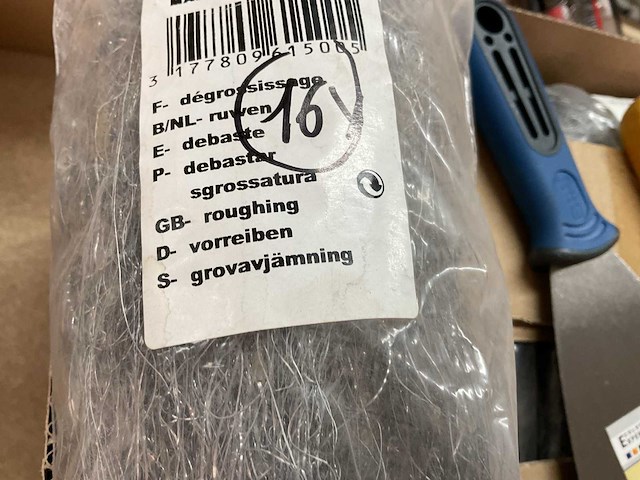 3 177809 615005
F- dégrossissage
B/NL- ruwen
E- debaste
P- debastar
sgrossatura
GB- roughing
D- vorreiben
S- grovavjämning
16